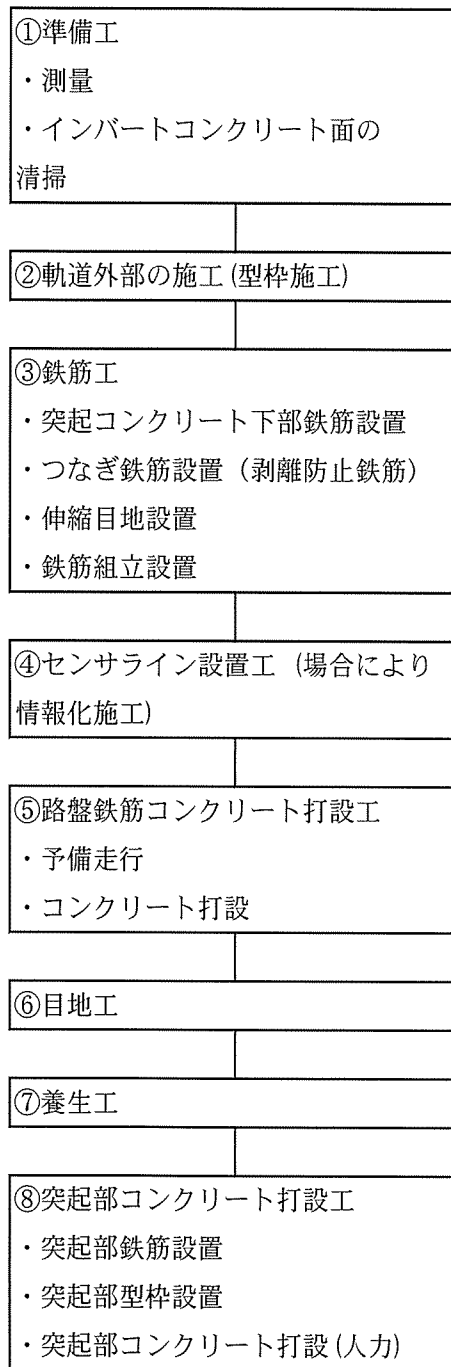 ①準備工
・測量
・インバートコンクリート面の
清掃
②軌道外部の施工(型枠施工)
③鉄筋工
・突起コンクリート下部鉄筋設置
・つなぎ鉄筋設置（剥離防止鉄筋）
・伸縮目地設置
・鉄筋組立設置
④センサライン設置工（場合により
情報化施工)
⑤路盤鉄筋コンクリート打設工
・予備走行
・コンクリート打設
⑥目地工
⑦養生工
⑧突起部コンクリート打設工
・突起部鉄筋設置
・突起部型枠設置
・突起部コンクリート打設(人力)